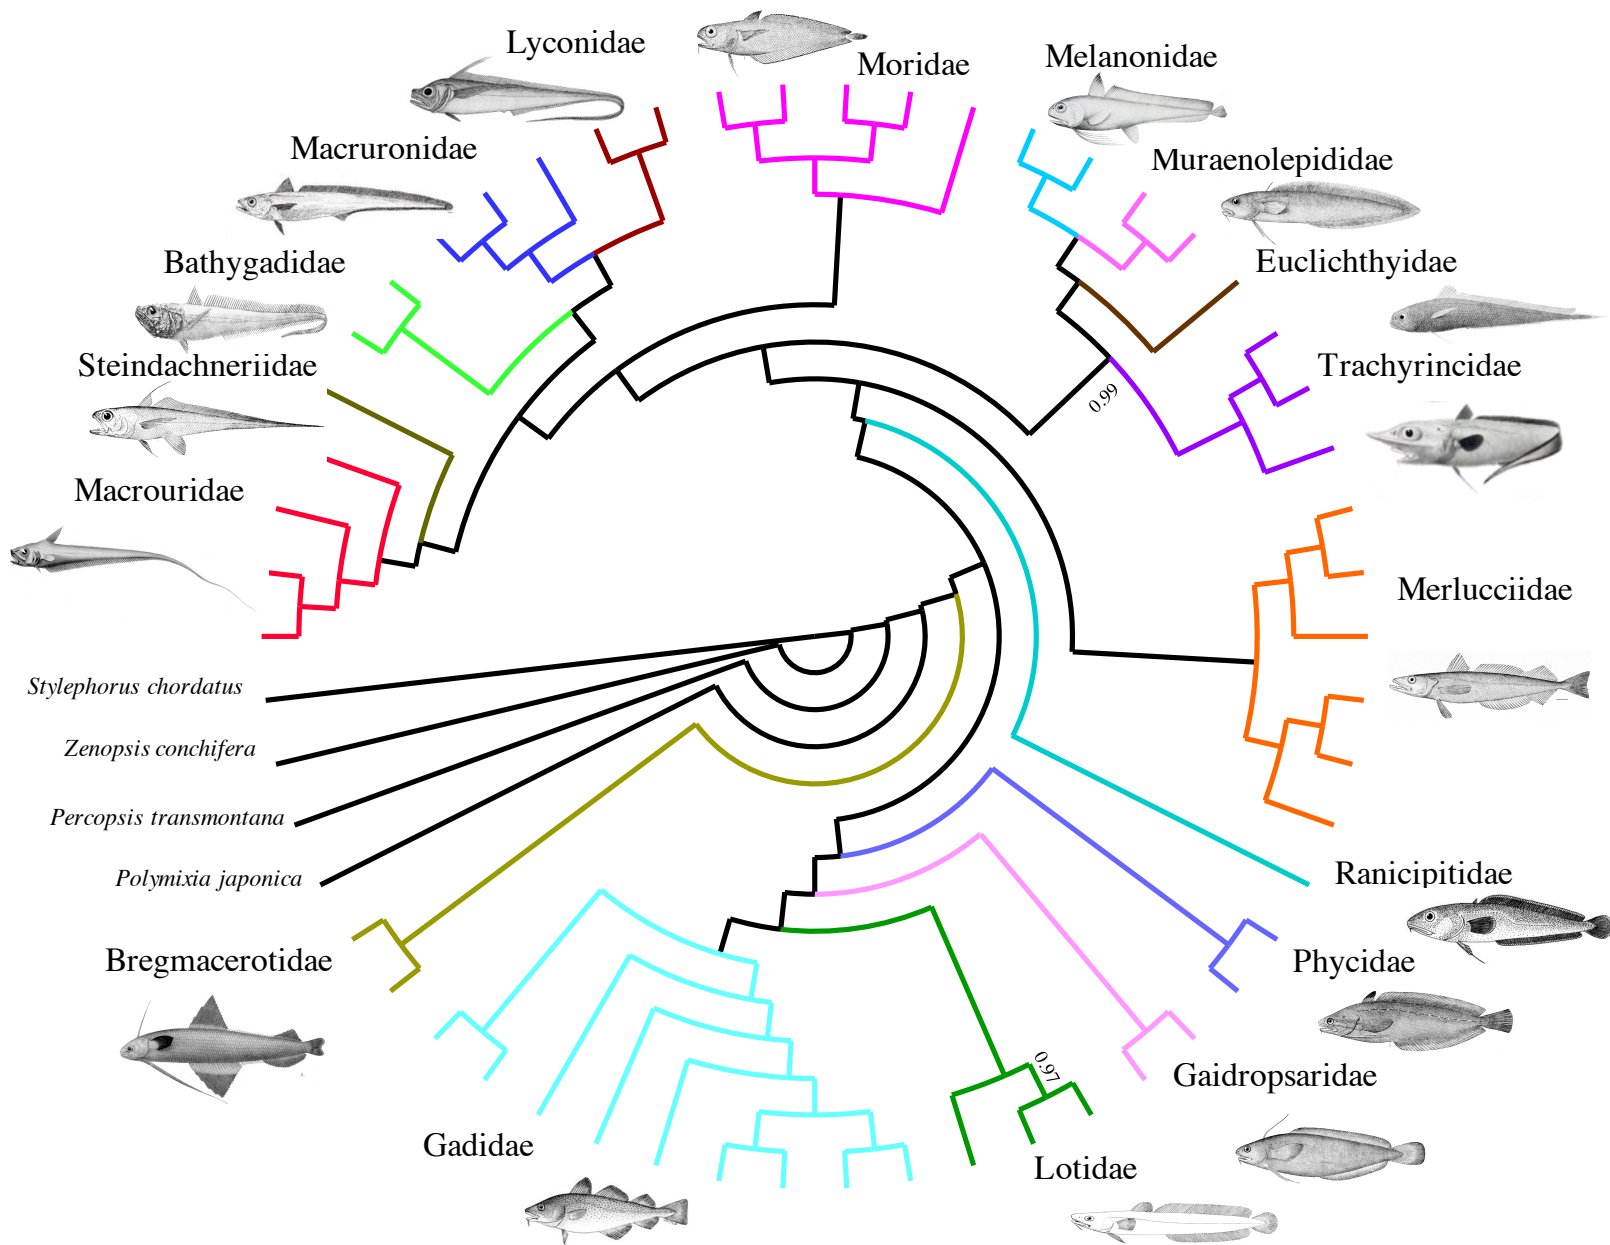 Lyconidae
Moridae
Melanonidae
Macruronidae
Muraenolepididae
Bathygadidae
Euclichthyidae
Steindachneriidae
Trachyrincidae
0.99
Macrouridae
Merlucciidae
Stylephorus chordatus
Zenopsis conchifera
Percopsis transmontana
Polymixia japonica
Ranicipitidae
Bregmacerotidae
Phycidae
0.97
Gaidropsaridae
Gadidae
Lotidae